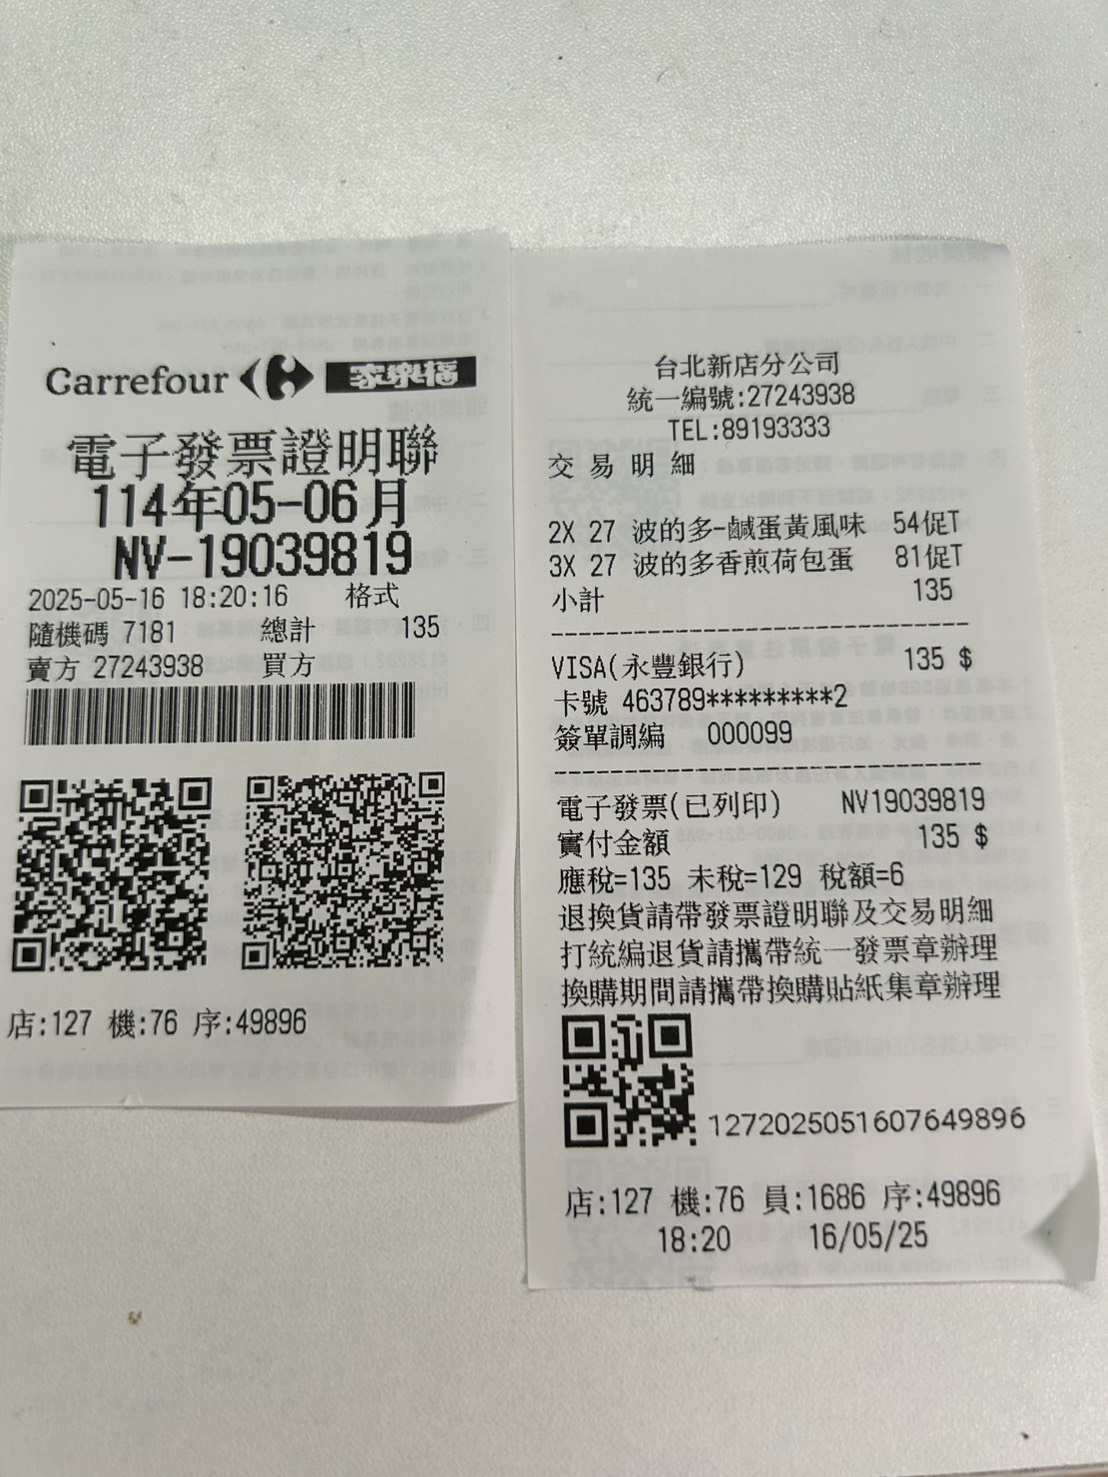 Carrefour 家樂福
電子發票證明聯
114年05-06月
NV-19039819
2025-05-16 18:20:16 格式
隨機碼 7181 總計 135
賣方 27243938 買方
店:127 機:76 序:49896
台北新店分公司
統一編號:27243938
TEL:89193333
交易明細
2X 27 波的多-鹹蛋黃風味 54促T
3X 27 波的多香煎荷包蛋 81促T
小計 135
VISA(永豐銀行) 135 $
卡號 463789*********2
簽單調編 000099
電子發票(已列印) NV19039819
實付金額 135 $
應稅=135 未稅=129 稅額=6
退換貨請帶發票證明聯及交易明細
打統編退貨請攜帶統一發票章辦理
換購期間請攜帶換購貼紙集章辦理
1272025051607649896
店:127 機:76 員:1686 序:49896
18:20 16/05/25